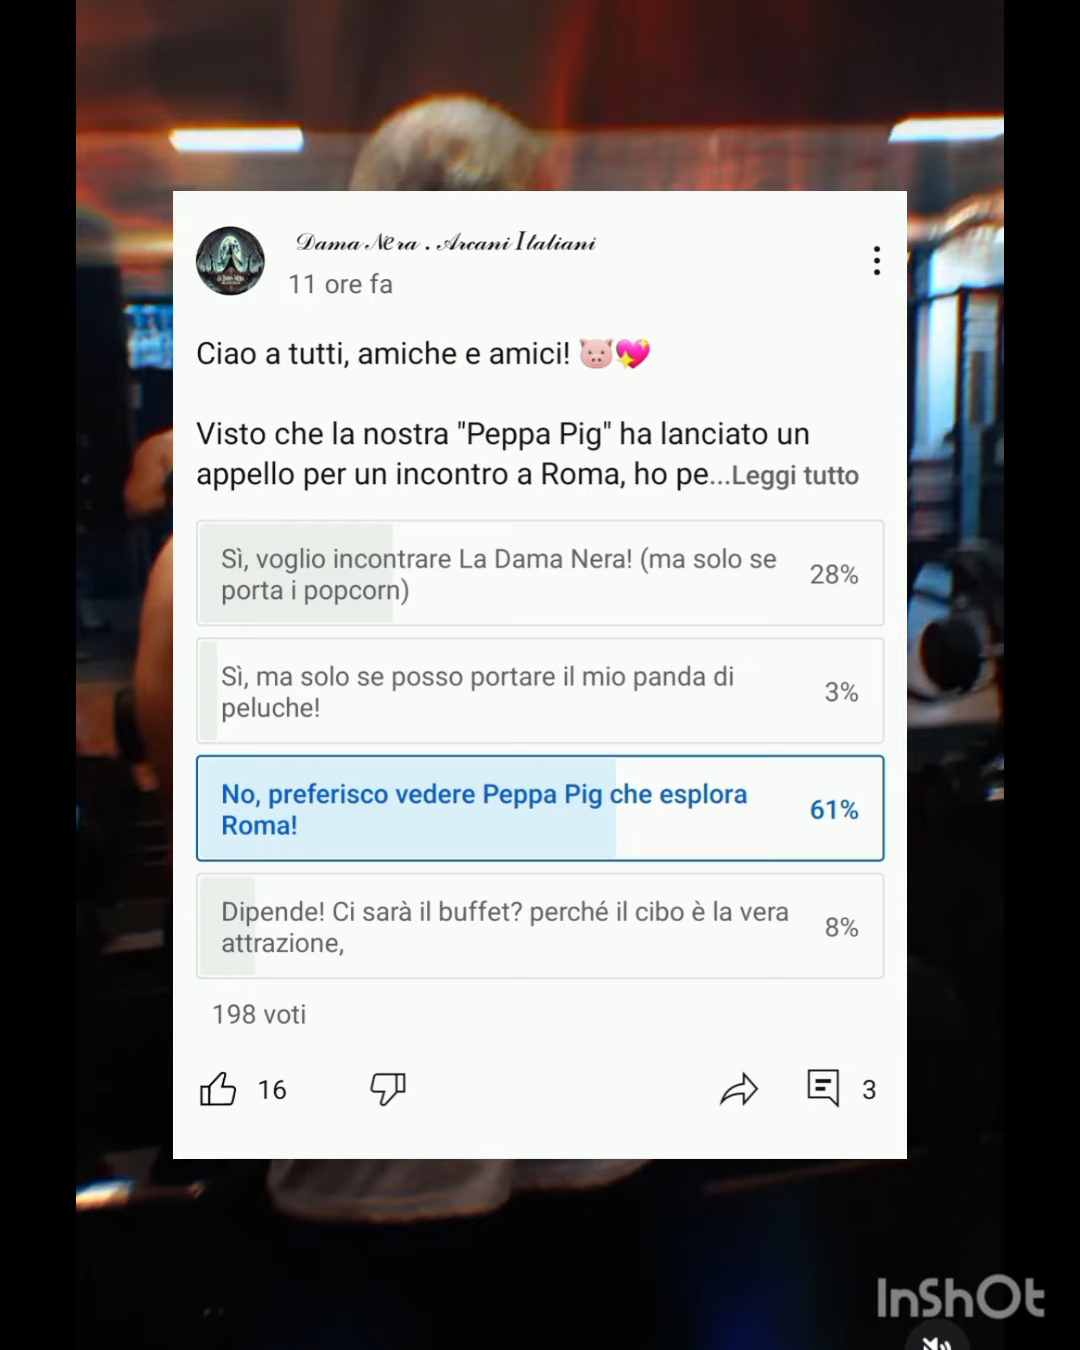 Dama Nera . Arcani Italiani
11 ore fa
Ciao a tutti, amiche e amici! 🐷💖
Visto che la nostra "Peppa Pig" ha lanciato un
appello per un incontro a Roma, ho pe...Leggi tutto
Sì, voglio incontrare La Dama Nera! (ma solo se
porta i popcorn)
28%
Sì, ma solo se posso portare il mio panda di
peluche!
3%
No, preferisco vedere Peppa Pig che esplora
Roma!
61%
Dipende! Ci sarà il buffet? perché il cibo è la vera
attrazione,
8%
198 voti
16
3
InShOt